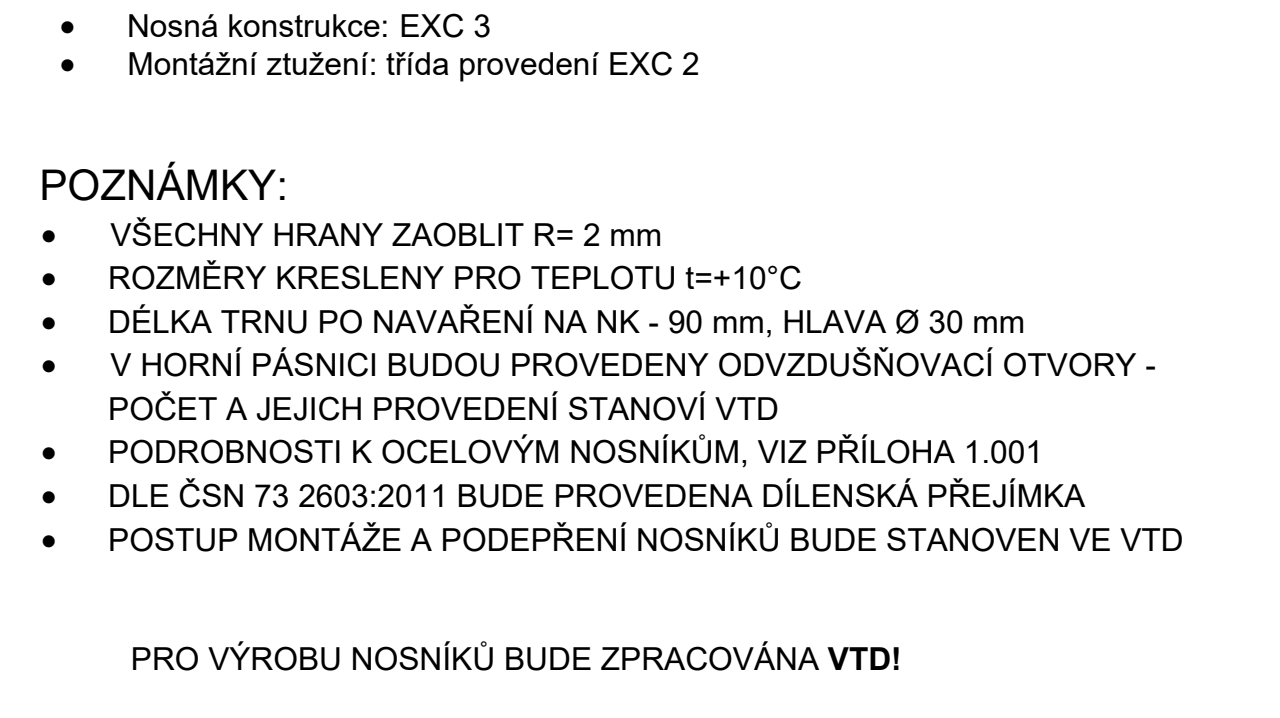 • Nosná konstrukce: EXC 3
• Montážní ztužení: třída provedení EXC 2
POZNÁMKY:
• VŠECHNY HRANY ZAOBLIT R= 2 mm
• ROZMĚRY KRESLENY PRO TEPLOTU t=+10°C
• DÉLKA TRNU PO NAVAŘENÍ NA NK - 90 mm, HLAVA Ø 30 mm
• V HORNÍ PÁSNICI BUDOU PROVEDENY ODVZDUŠŇOVACÍ OTVORY -
POČET A JEJICH PROVEDENÍ STANOVÍ VTD
• PODROBNOSTI K OCELOVÝM NOSNÍKŮM, VIZ PŘÍLOHA 1.001
• DLE ČSN 73 2603:2011 BUDE PROVEDENA DÍLENSKÁ PŘEJÍMKA
• POSTUP MONTÁŽE A PODEPŘENÍ NOSNÍKŮ BUDE STANOVEN VE VTD
PRO VÝROBU NOSNÍKŮ BUDE ZPRACOVÁNA VTD!